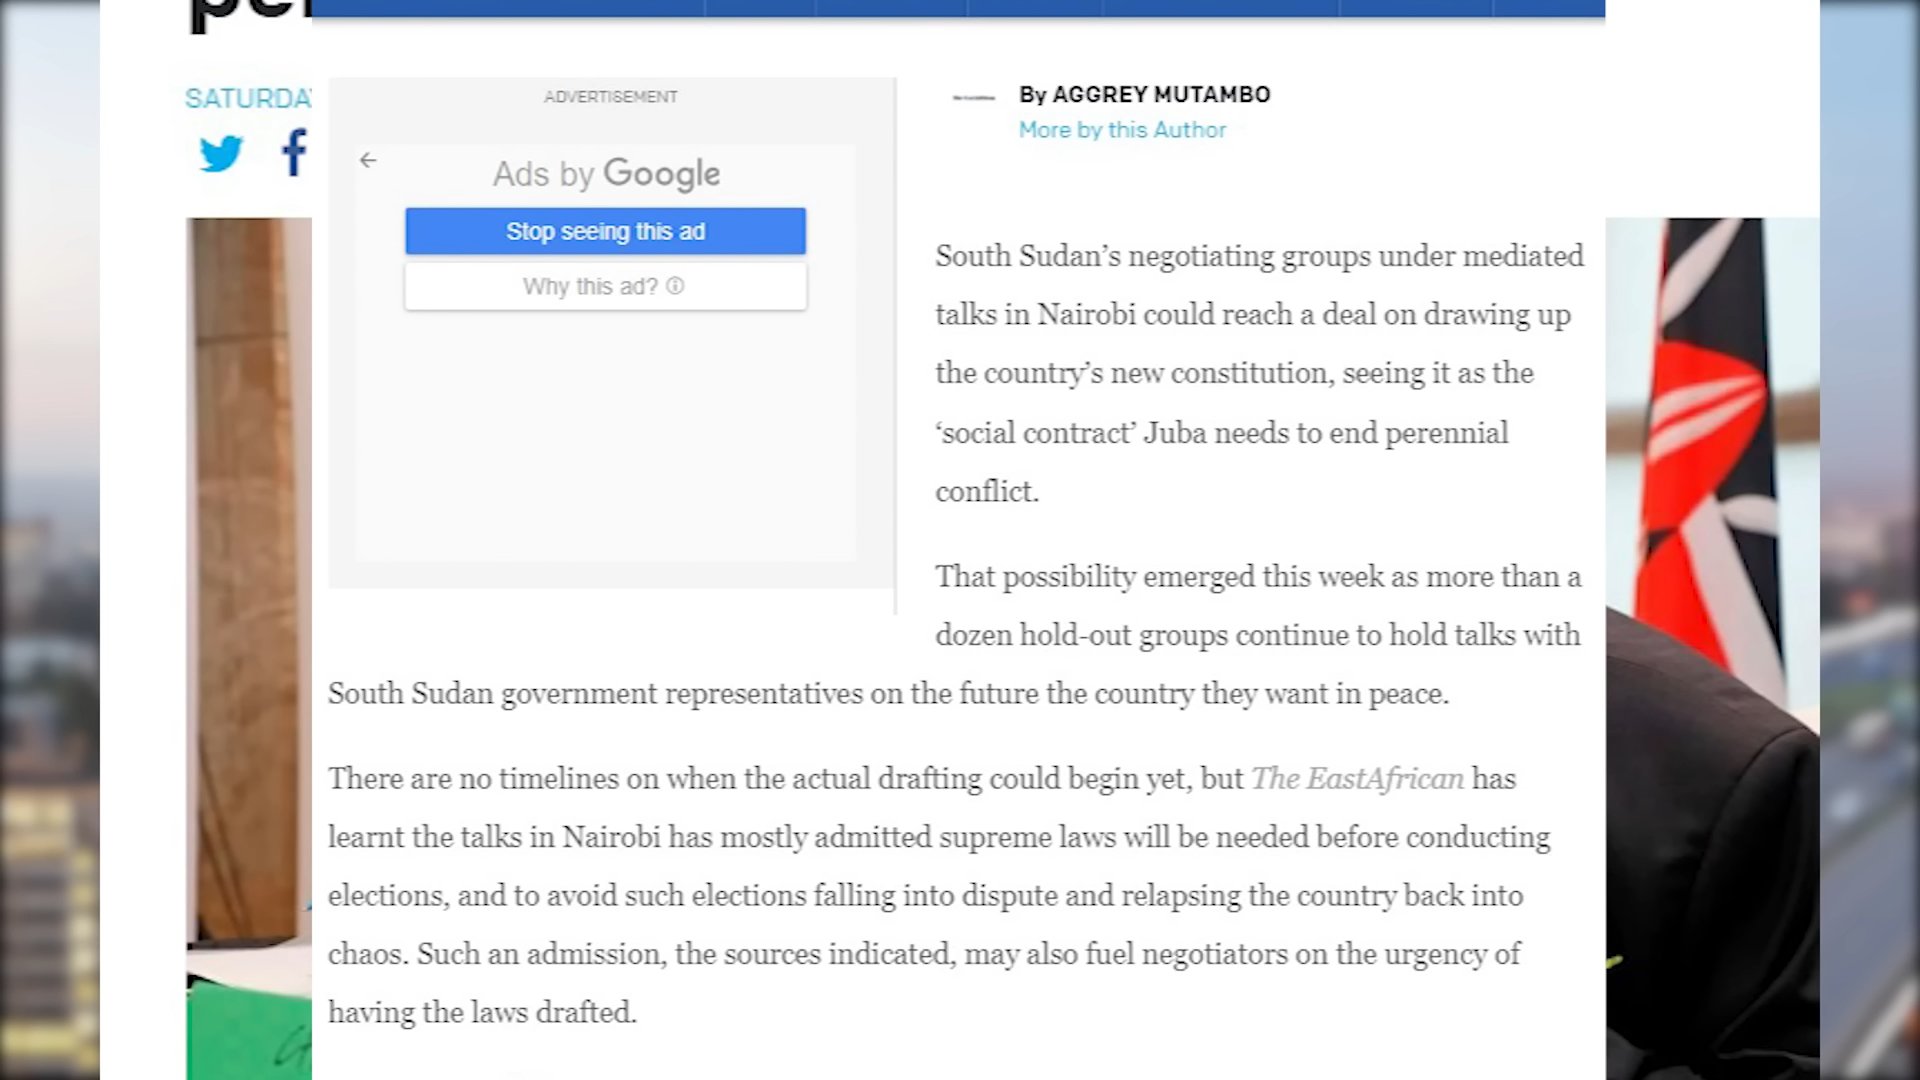 SATURDA
ADVERTISEMENT
Ads by Google
Stop seeing this ad
Why this ad?
By AGGREY MUTAMBO
More by this Author
South Sudan’s negotiating groups under mediated
talks in Nairobi could reach a deal on drawing up
the country’s new constitution, seeing it as the
‘social contract’ Juba needs to end perennial
conflict.
That possibility emerged this week as more than a
dozen hold-out groups continue to hold talks with
South Sudan government representatives on the future the country they want in peace.
There are no timelines on when the actual drafting could begin yet, but The EastAfrican has
learnt the talks in Nairobi has mostly admitted supreme laws will be needed before conducting
elections, and to avoid such elections falling into dispute and relapsing the country back into
chaos. Such an admission, the sources indicated, may also fuel negotiators on the urgency of
having the laws drafted.